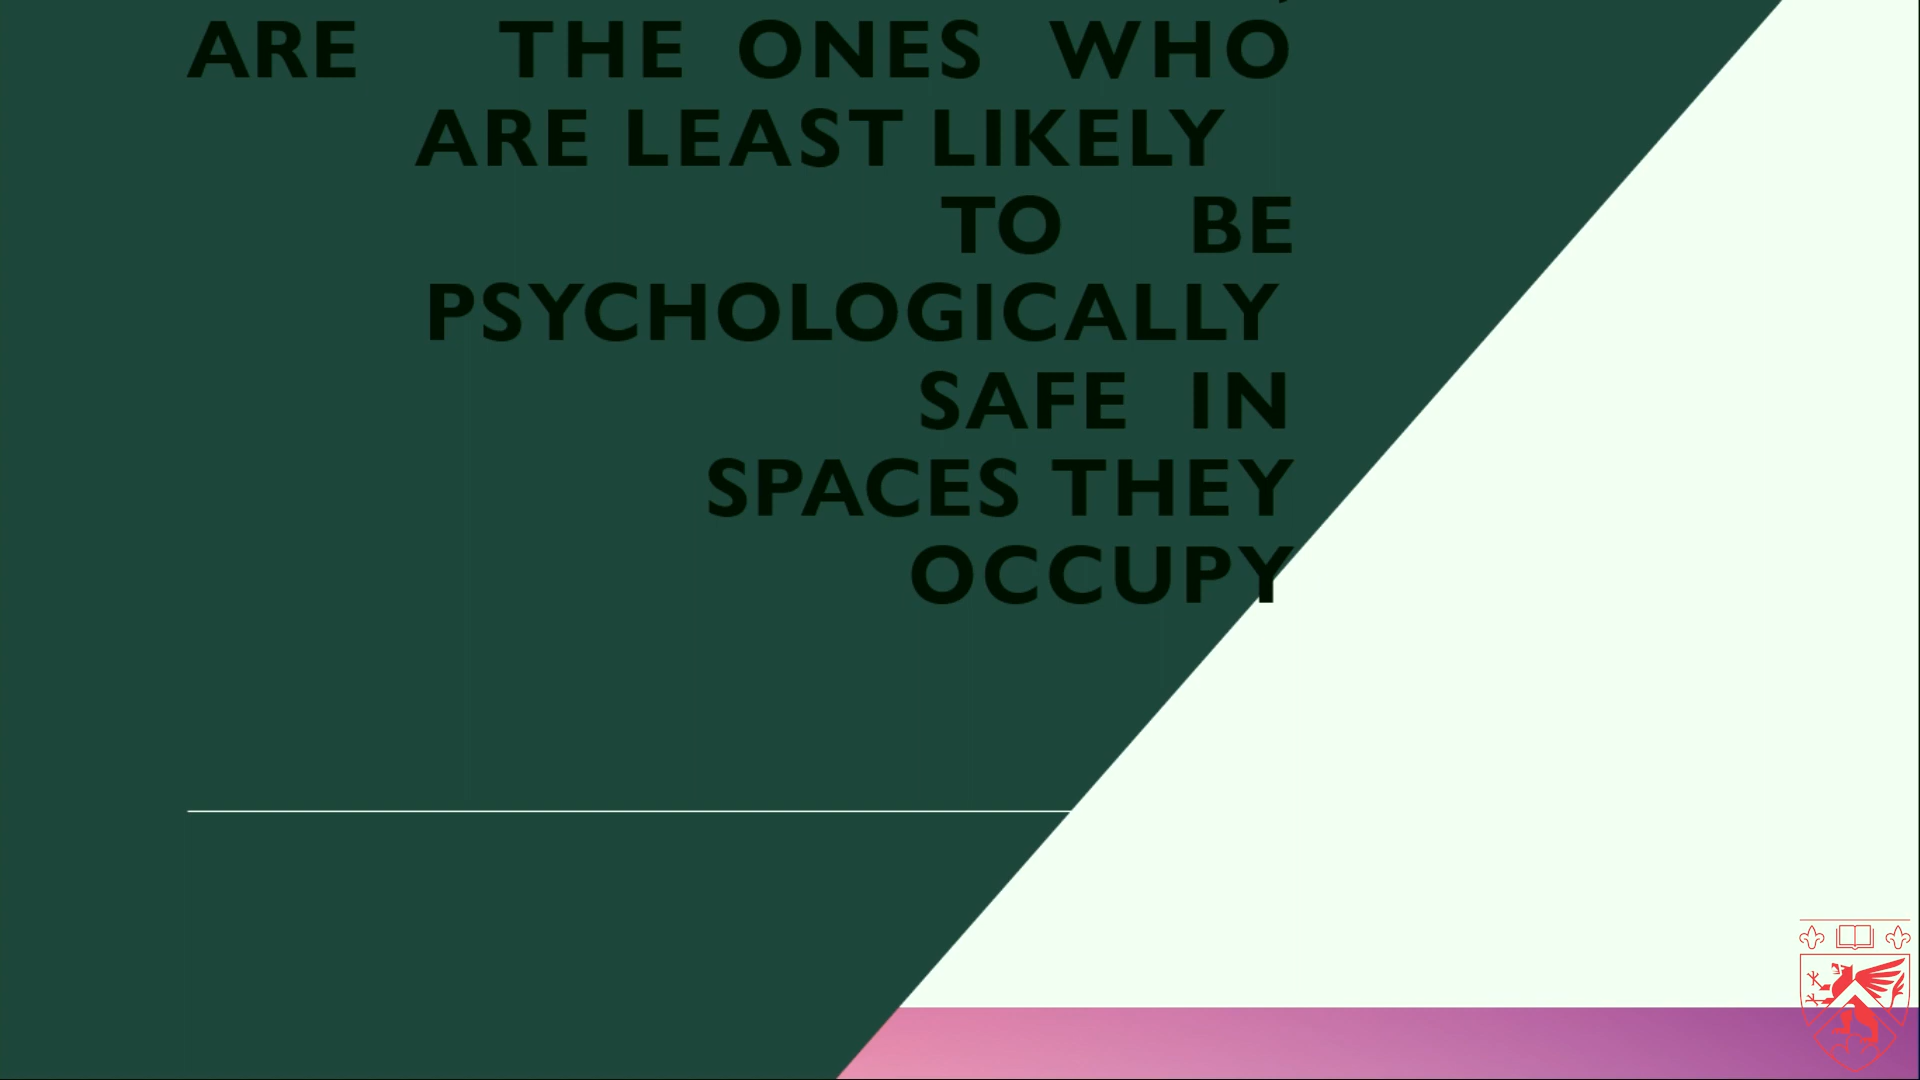 ARE THE ONES WHO
ARE LEAST LIKELY
TO BE
PSYCHOLOGICALLY
SAFE IN
SPACES THEY
OCCUPY